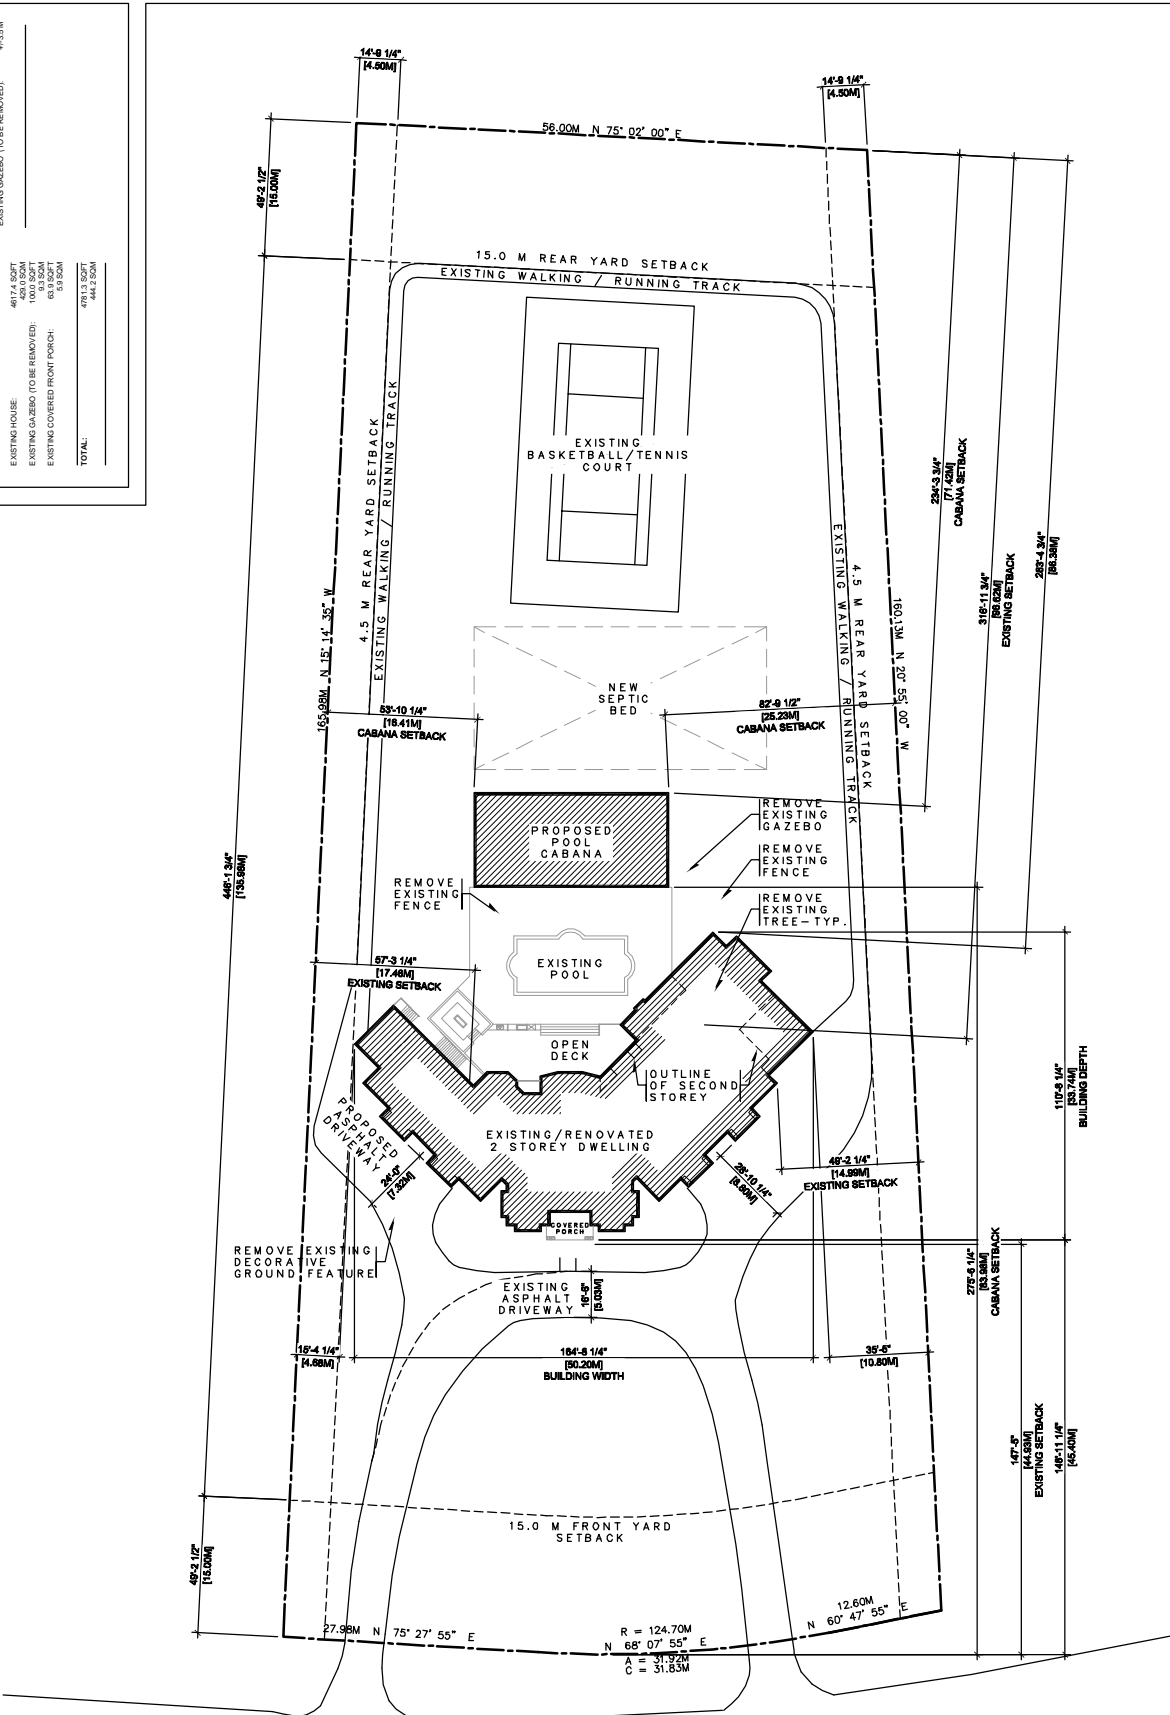 EXISTING GAZEBO (TO BE REMOVED):
+/-3.5 M
EXISTING HOUSE:
4617.4 SQFT
429.0 SQM
EXISTING GAZEBO (TO BE REMOVED):
100.0 SQFT
9.3 SQM
EXISTING COVERED FRONT PORCH:
63.9 SQFT
5.9 SQM
TOTAL:
4781.3 SQFT
444.2 SQM
14'-9 1/4"
[4.50M]
14'-9 1/4"
[4.50M]
56.00M N 75° 02' 00" E
49'-2 1/2"
[15.00M]
15.0 M REAR YARD SETBACK
EXISTING WALKING / RUNNING TRACK
EXISTING
BASKETBALL/TENNIS
COURT
4.5 M REAR YARD SETBACK
EXISTING WALKING / RUNNING TRACK
165.98M N 15° 14' 35" W
EXISTING WALKING / RUNNING TRACK
4.5 M REAR YARD SETBACK
160.13M N 20° 55' 00" W
234'-3 3/4"
[71.42M]
CABANA SETBACK
316'-11 3/4"
[96.62M]
EXISTING SETBACK
283'-4 3/4"
[86.38M]
NEW
SEPTIC
BED
53'-10 1/4"
[16.41M]
CABANA SETBACK
82'-9 1/2"
[25.23M]
CABANA SETBACK
446'-1 3/4"
[135.98M]
PROPOSED
POOL
CABANA
REMOVE
EXISTING
GAZEBO
REMOVE
EXISTING
FENCE
REMOVE
EXISTING
FENCE
REMOVE
EXISTING
TREE-TYP.
EXISTING
POOL
57'-3 1/4"
[17.46M]
EXISTING SETBACK
OPEN
DECK
OUTLINE
OF SECOND
STOREY
110'-8 1/4"
[33.74M]
BUILDING DEPTH
PROPOSED
ASPHALT
DRIVEWAY
EXISTING/RENOVATED
2 STOREY DWELLING
24'-0"
[7.32M]
28'-10 1/4"
[8.80M]
49'-2 1/4"
[14.99M]
EXISTING SETBACK
COVERED
PORCH
REMOVE EXISTING
DECORATIVE
GROUND FEATURE
EXISTING
ASPHALT
DRIVEWAY
16'-6"
[5.03M]
275'-6 1/4"
[83.98M]
CABANA SETBACK
15'-4 1/4"
[4.68M]
164'-8 1/4"
[50.20M]
BUILDING WIDTH
35'-5"
[10.80M]
147'-5"
[44.93M]
EXISTING SETBACK
148'-11 1/4"
[45.40M]
15.0 M FRONT YARD
SETBACK
49'-2 1/2"
[15.00M]
27.98M N 75° 27' 55" E
R = 124.70M
N 68° 07' 55" E
A = 31.92M
C = 31.83M
12.60M
N 60° 47' 55" E